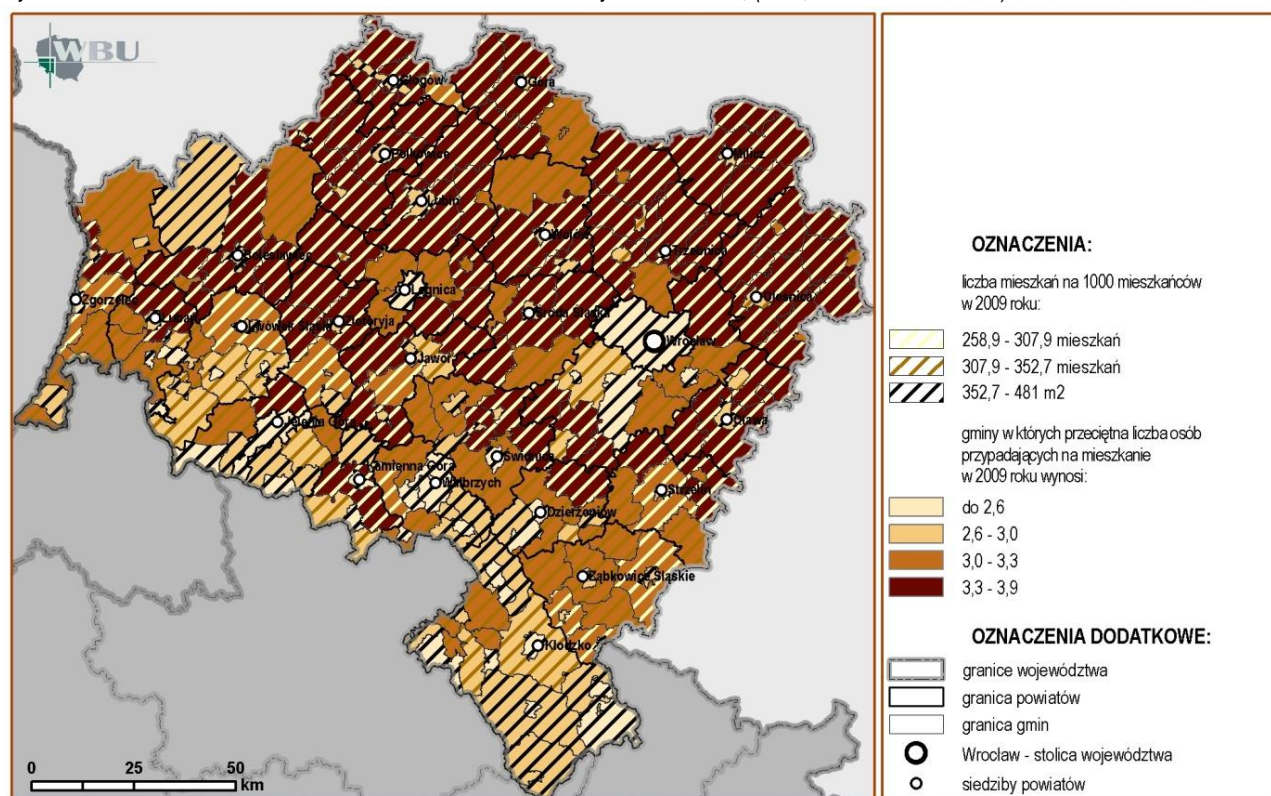 WBU
Głogów
Góra
Polkowice
Milicz
Lubin
Wołów
Trzebnica
Bolesławiec
Legnica
Oleśnica
Zgorzelec
Lubań
Lwówek Śląski
Złotoryja
Środa Śląska
Wrocław
Jawor
Jelenia Góra
Oława
Kamienna Góra
Świdnica
Wałbrzych
Strzelin
Dzierżoniów
Ząbkowice Śląskie
Kłodzko
0 25 50
km
OZNACZENIA:
liczba mieszkań na 1000 mieszkańców
w 2009 roku:
258,9 - 307,9 mieszkań
307,9 - 352,7 mieszkań
352,7 - 481 m2
gminy w których przeciętna liczba osób
przypadających na mieszkanie
w 2009 roku wynosi:
do 2,6
2,6 - 3,0
3,0 - 3,3
3,3 - 3,9
OZNACZENIA DODATKOWE:
granice województwa
granica powiatów
granica gmin
Wrocław - stolica województwa
siedziby powiatów